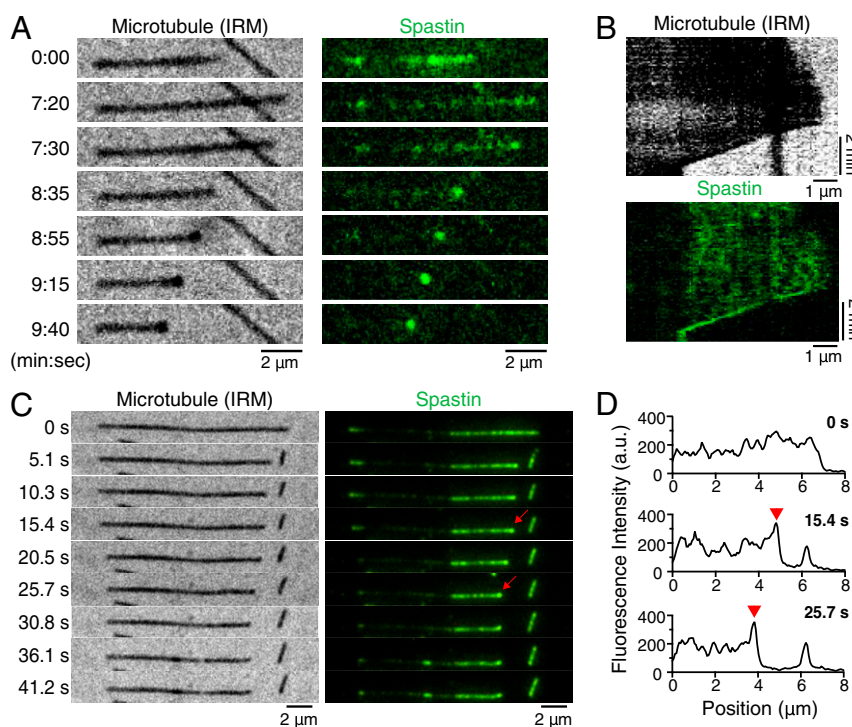 A
Microtubule (IRM)
Spastin
0:00
7:20
7:30
8:35
8:55
9:15
9:40
(min:sec)
2 µm
2 µm
B
Microtubule (IRM)
2 min
1 µm
Spastin
2 min
1 µm
C
Microtubule (IRM)
Spastin
0 s
5.1 s
10.3 s
15.4 s
20.5 s
25.7 s
30.8 s
36.1 s
41.2 s
2 µm
2 µm
D
Fluorescence Intensity (a.u.)
0 s
400
200
0
0 2 4 6 8
15.4 s
400
200
0
0 2 4 6 8
25.7 s
400
200
0
0 2 4 6 8
Position (µm)